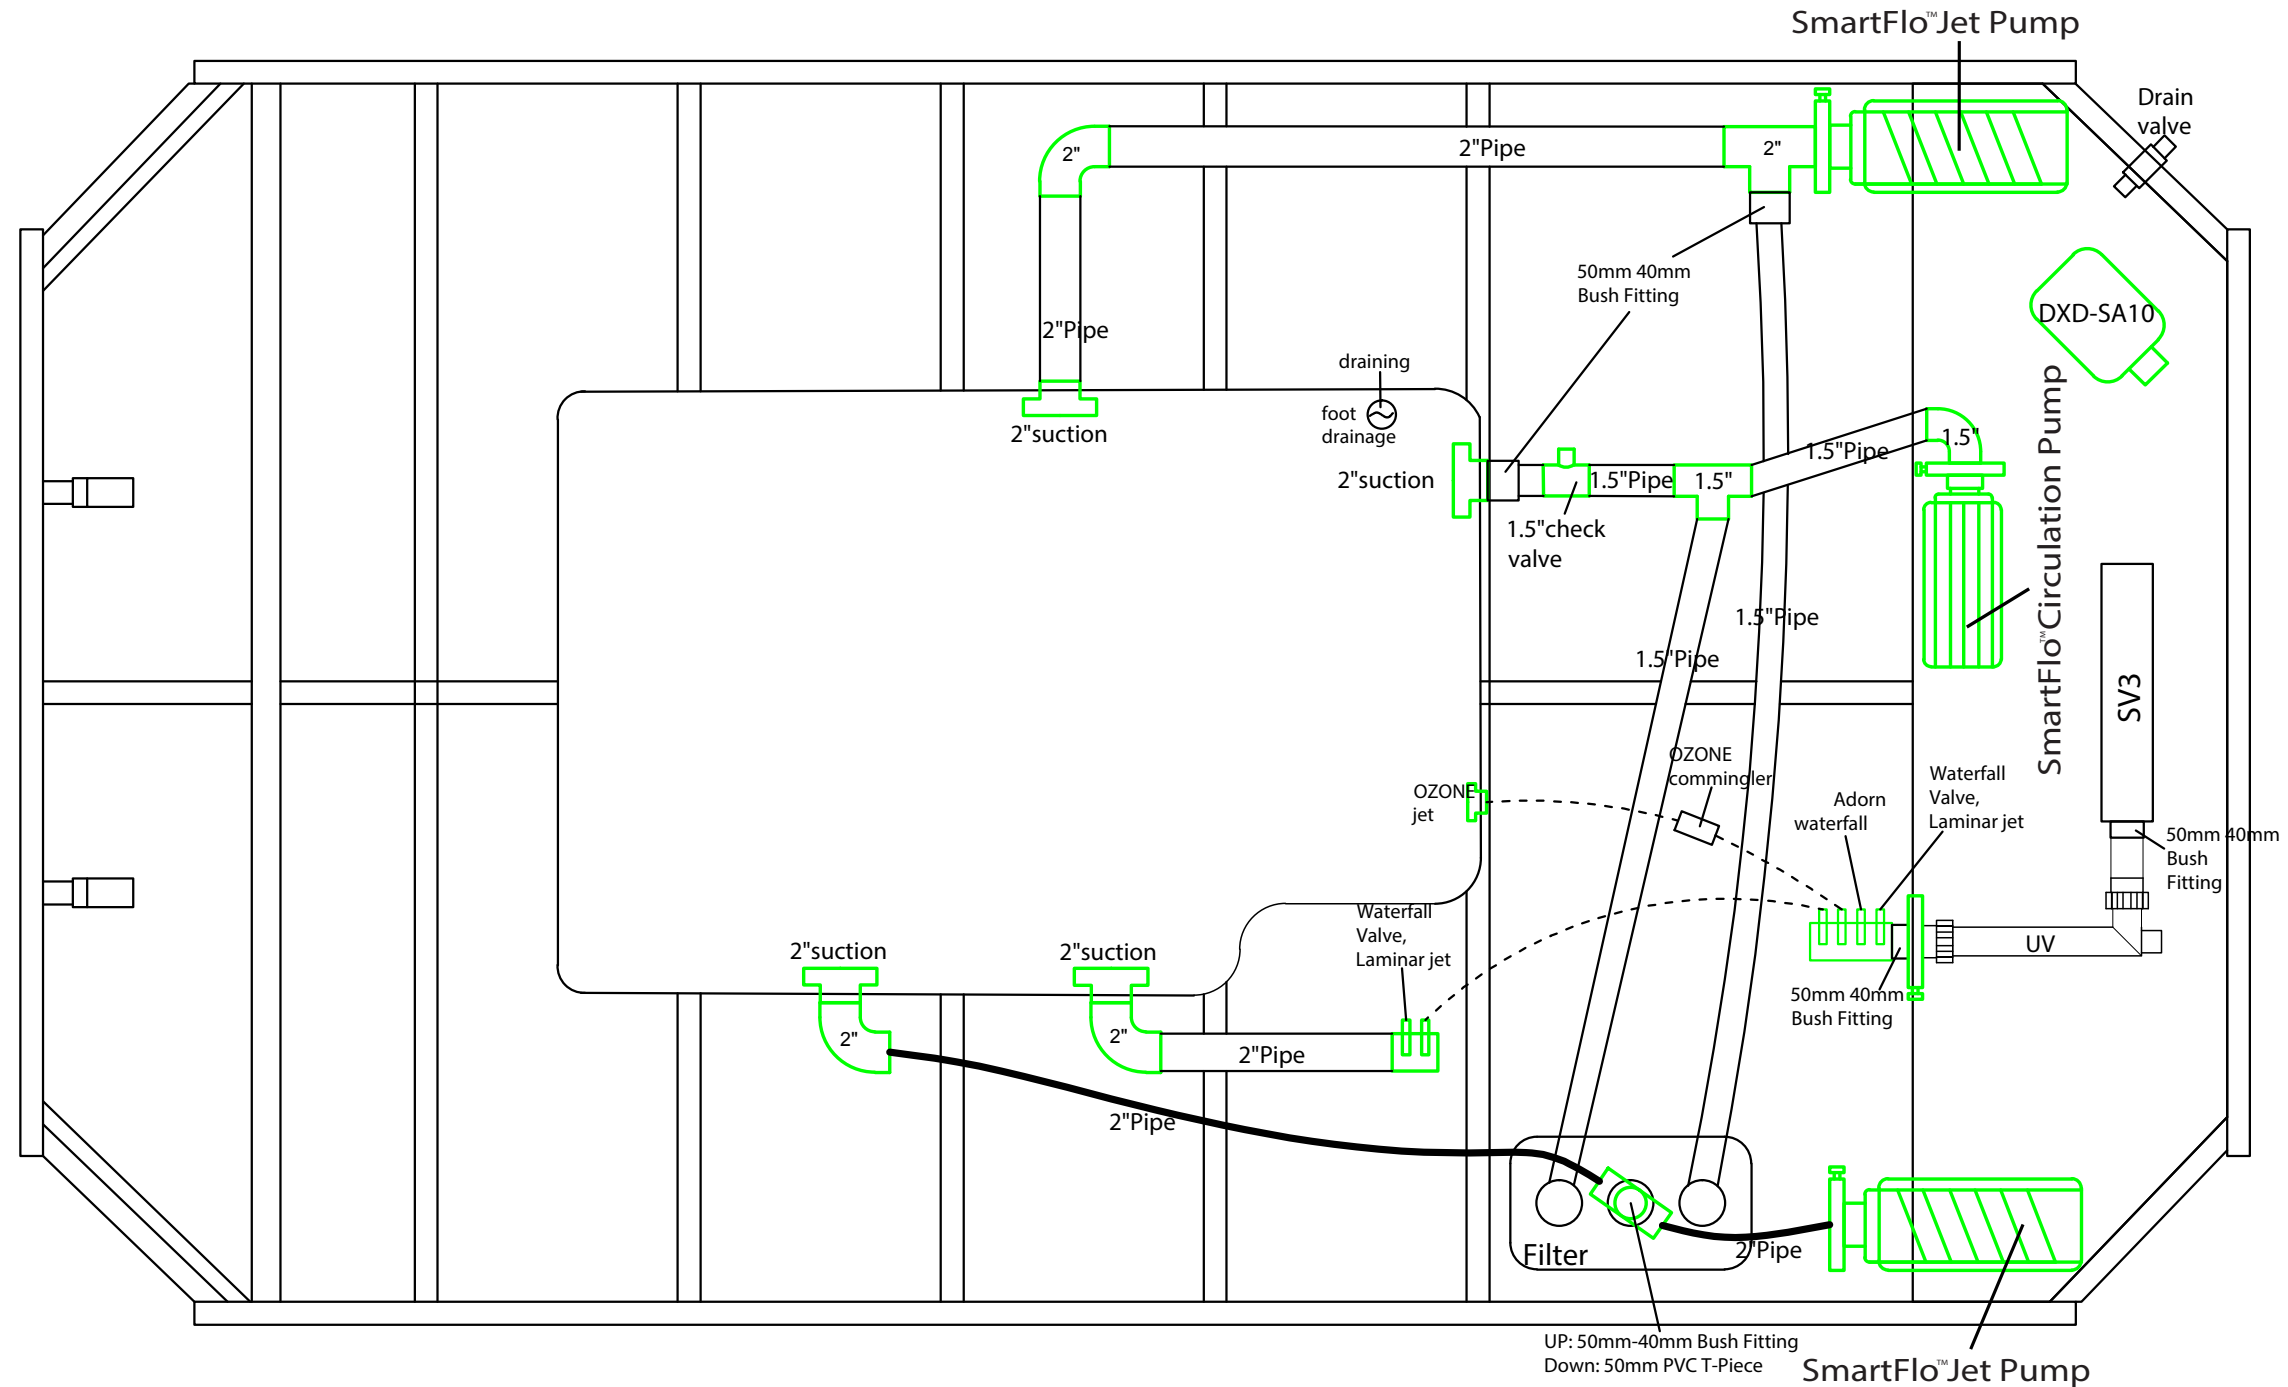 SmartFlo™Jet Pump
Drain
valve
2"
2"Pipe
2"
50mm 40mm
Bush Fitting
DXD-SA10
2"Pipe
draining
foot
drainage
2"suction
2"suction
1.5"Pipe
1.5"
1.5"Pipe
1.5"
1.5"check
valve
SmartFlo™Circulation Pump
1.5"Pipe
1.5"Pipe
SV3
OZONE
commingler
OZONE
jet
Adorn
waterfall
Waterfall
Valve,
Laminar jet
50mm 40mm
Bush
Fitting
Waterfall
Valve,
Laminar jet
2"suction
2"suction
UV
50mm 40mm
Bush Fitting
2"
2"
2"Pipe
2"Pipe
Filter
2"Pipe
UP: 50mm-40mm Bush Fitting
Down: 50mm PVC T-Piece
SmartFlo™Jet Pump